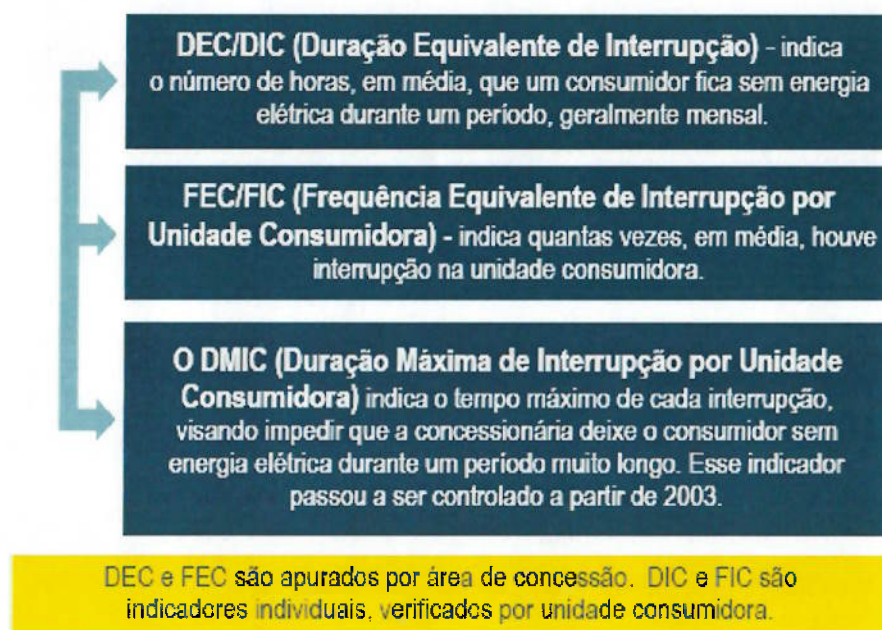 DEC/DIC (Duração Equivalente de Interrupção) - indica
o número de horas, em média, que um consumidor fica sem energia
elétrica durante um período, geralmente mensal.
FEC/FIC (Frequência Equivalente de Interrupção por
Unidade Consumidora) - indica quantas vezes, em média, houve
interrupção na unidade consumidora.
O DMIC (Duração Máxima de Interrupção por Unidade
Consumidora) indica o tempo máximo de cada interrupção,
visando impedir que a concessionária deixe o consumidor sem
energia elétrica durante um período muito longo. Esse indicador
passou a ser controlado a partir de 2003.
DEC e FEC são apurados por área de concessão. DIC e FIC são
indicadores individuais, verificados por unidade consumidora.